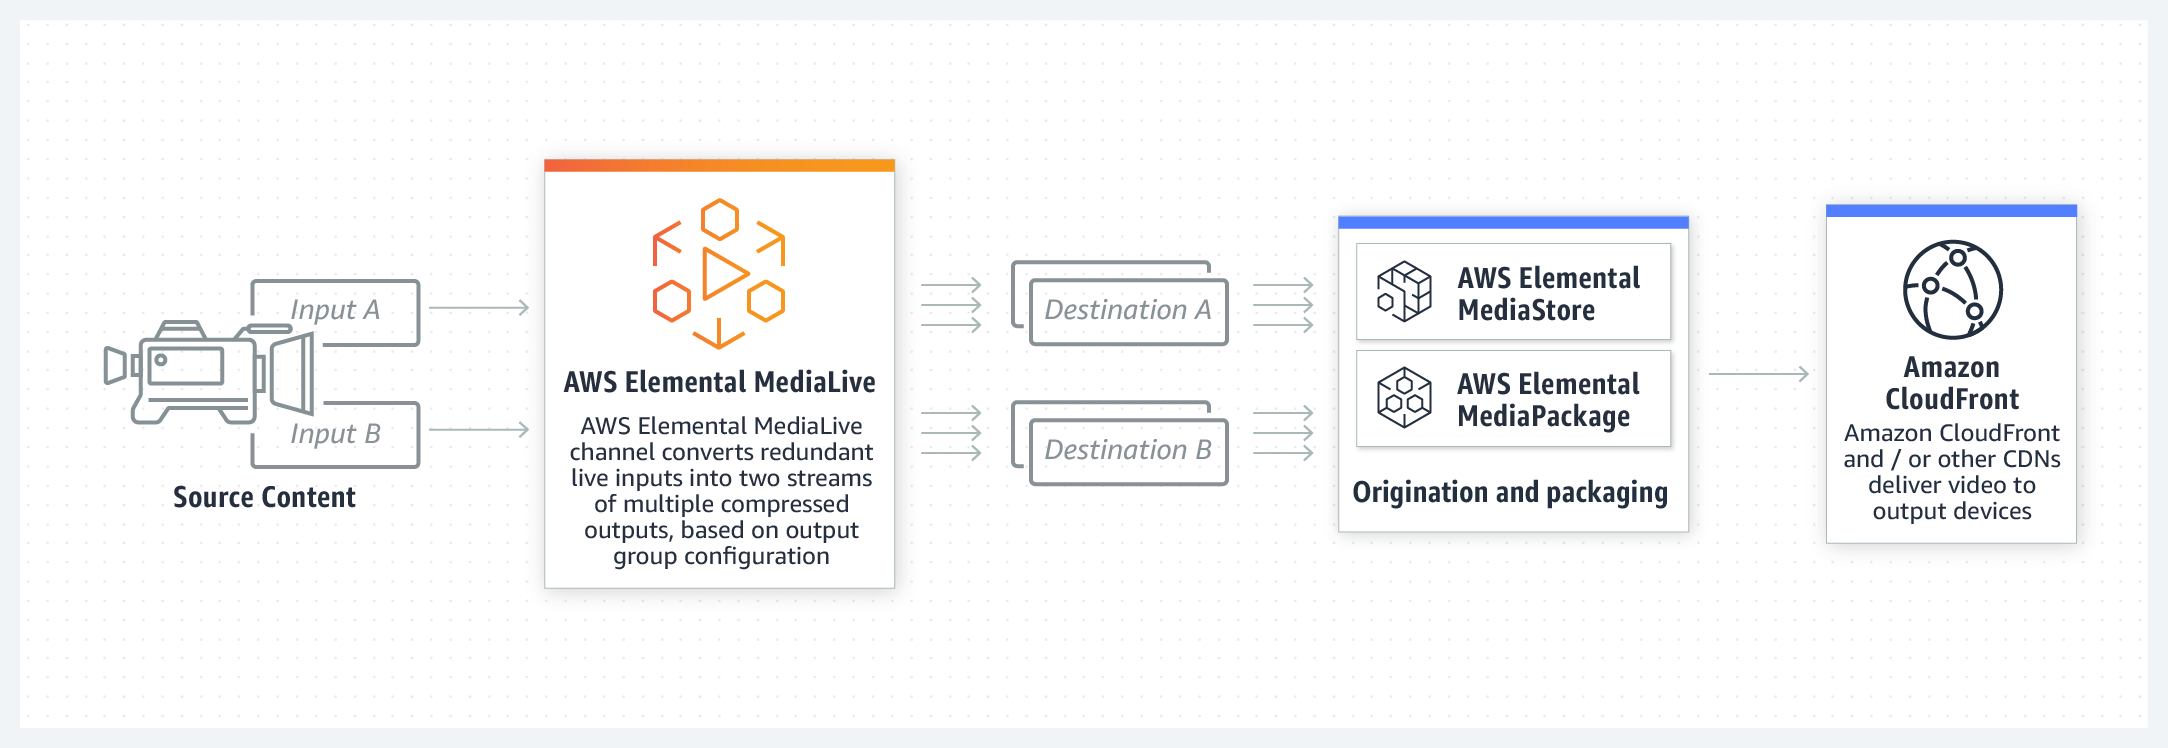 Input A
Input B
Source Content
AWS Elemental MediaLive
AWS Elemental MediaLive
channel converts redundant
live inputs into two streams
of multiple compressed
outputs, based on output
group configuration
Destination A
Destination B
AWS Elemental
MediaStore
AWS Elemental
MediaPackage
Origination and packaging
Amazon
CloudFront
Amazon CloudFront
and / or other CDNs
deliver video to
output devices